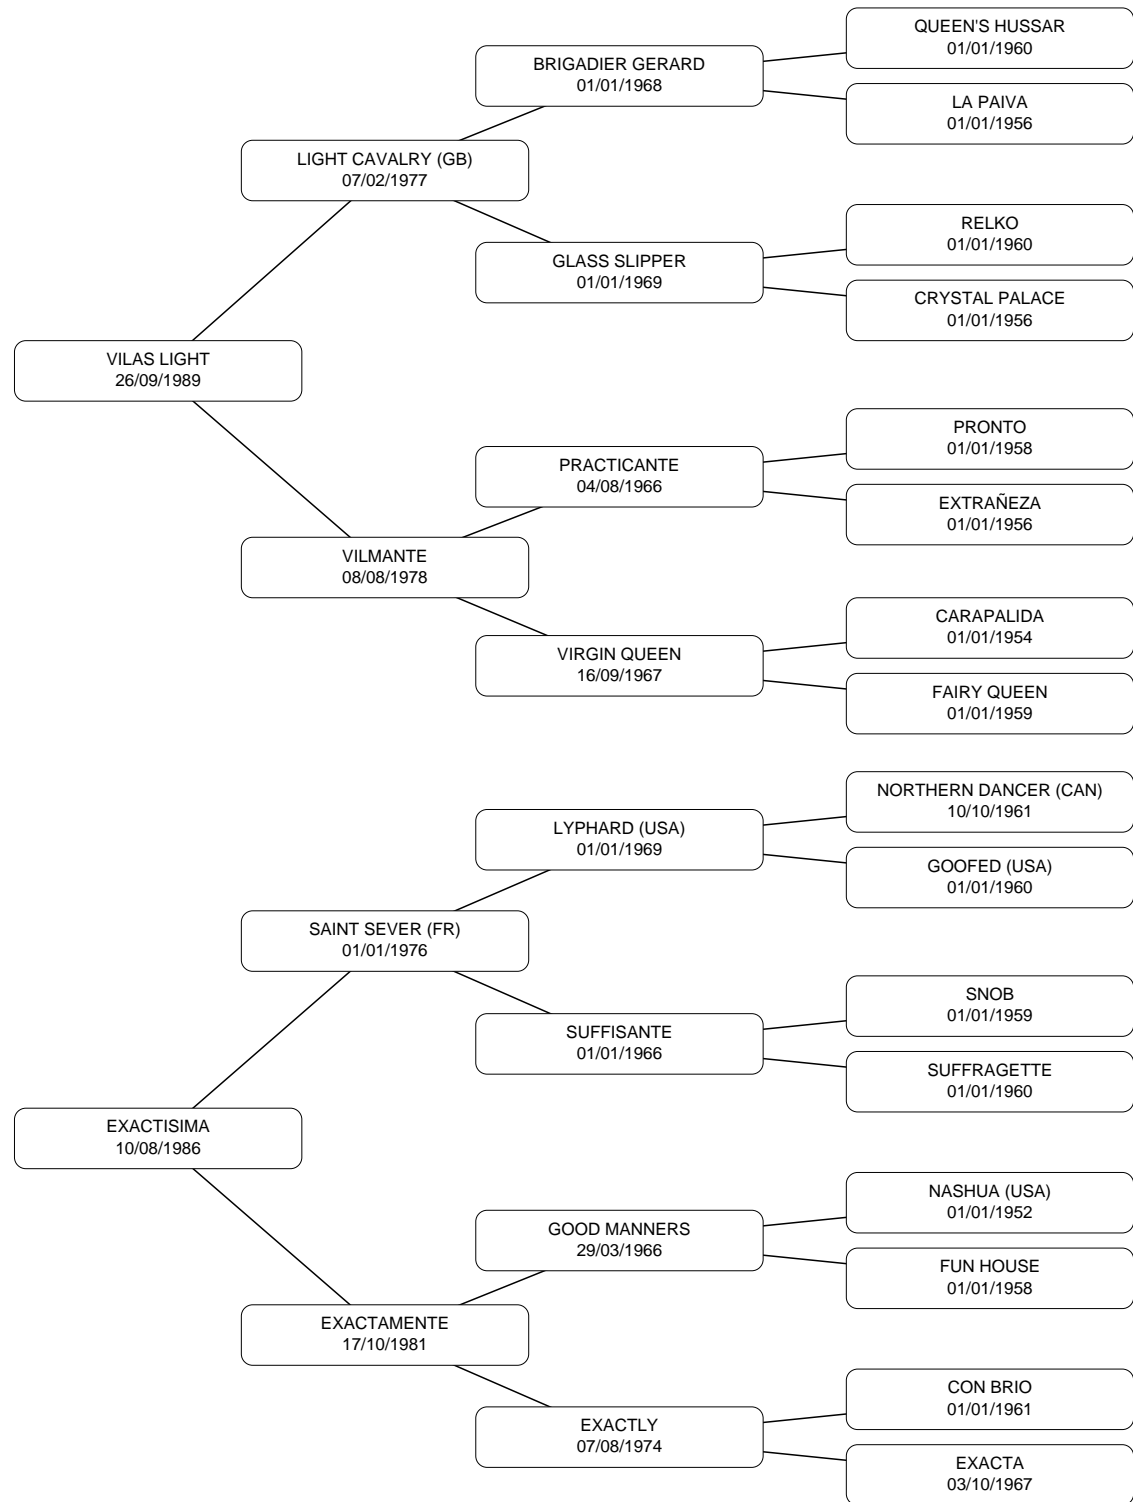 QUEEN'S HUSSAR
01/01/1960
BRIGADIER GERARD
01/01/1968
LA PAIVA
01/01/1956
LIGHT CAVALRY (GB)
07/02/1977
RELKO
01/01/1960
GLASS SLIPPER
01/01/1969
CRYSTAL PALACE
01/01/1956
VILAS LIGHT
26/09/1989
PRONTO
01/01/1958
PRACTICANTE
04/08/1966
EXTRAÑEZA
01/01/1956
VILMANTE
08/08/1978
CARAPALIDA
01/01/1954
VIRGIN QUEEN
16/09/1967
FAIRY QUEEN
01/01/1959
NORTHERN DANCER (CAN)
10/10/1961
LYPHARD (USA)
01/01/1969
GOOFED (USA)
01/01/1960
SAINT SEVER (FR)
01/01/1976
SNOB
01/01/1959
SUFFISANTE
01/01/1966
SUFFRAGETTE
01/01/1960
EXACTISIMA
10/08/1986
NASHUA (USA)
01/01/1952
GOOD MANNERS
29/03/1966
FUN HOUSE
01/01/1958
EXACTAMENTE
17/10/1981
CON BRIO
01/01/1961
EXACTLY
07/08/1974
EXACTA
03/10/1967